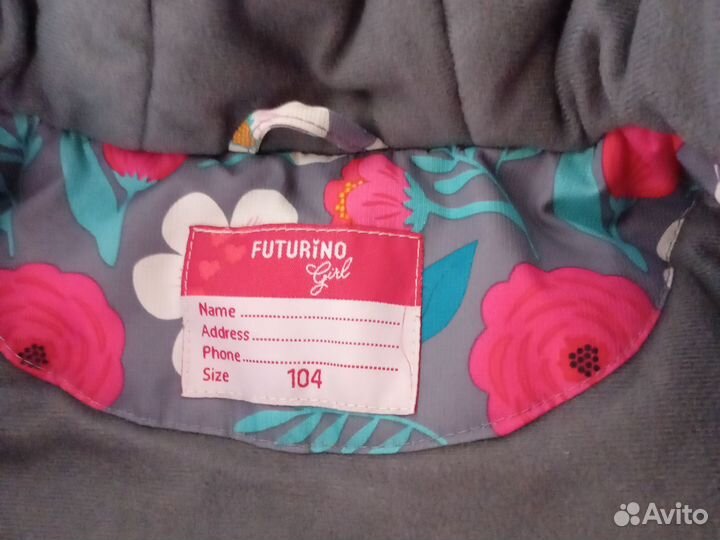 FUTURiNO
Girl
Name ..........................
Address ......................
Phone ..........................
Size 104
Avito